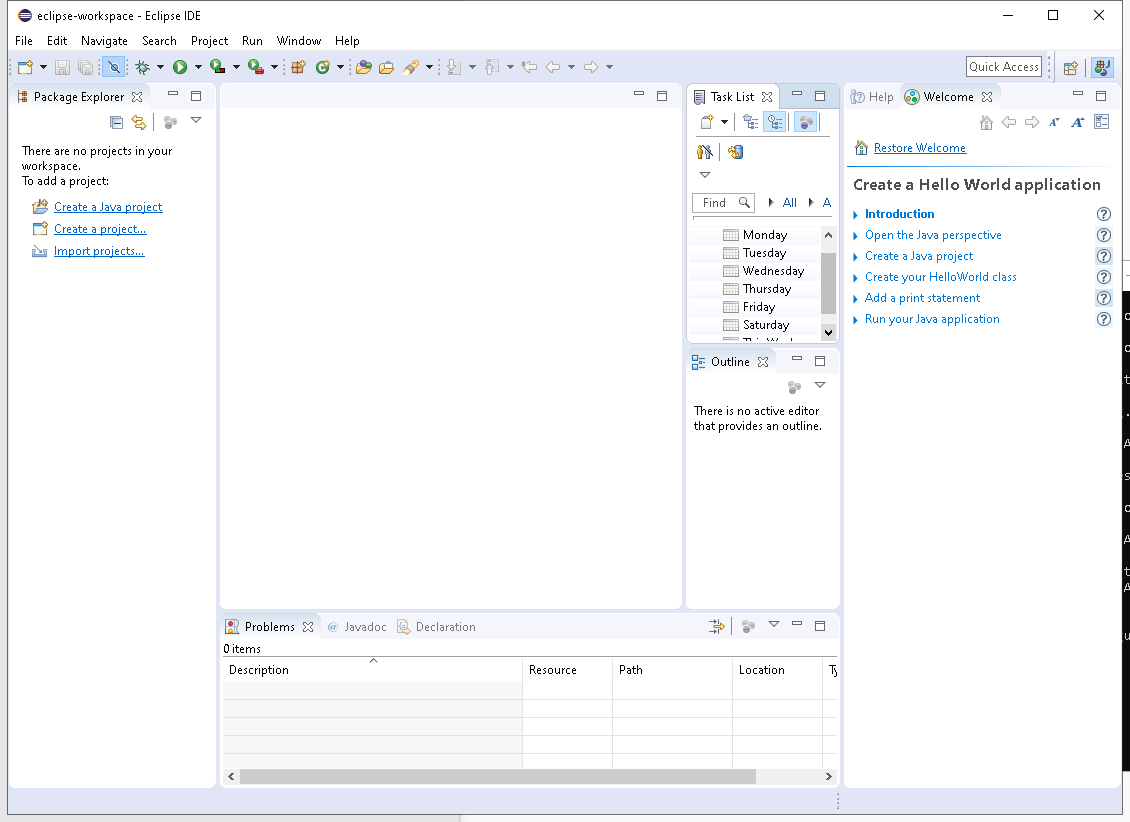 eclipse-workspace - Eclipse IDE
File Edit Navigate Search Project Run Window Help
Quick Access
Package Explorer
There are no projects in your
workspace.
To add a project:
Create a Java project
Create a project...
Import projects...
Task List
Find
All
A
Monday
Tuesday
Wednesday
Thursday
Friday
Saturday
Outline
There is no active editor
that provides an outline.
Help Welcome
Restore Welcome
Create a Hello World application
Introduction
Open the Java perspective
Create a Java project
Create your HelloWorld class
Add a print statement
Run your Java application
Problems @ Javadoc Declaration
0 items
Description Resource Path Location